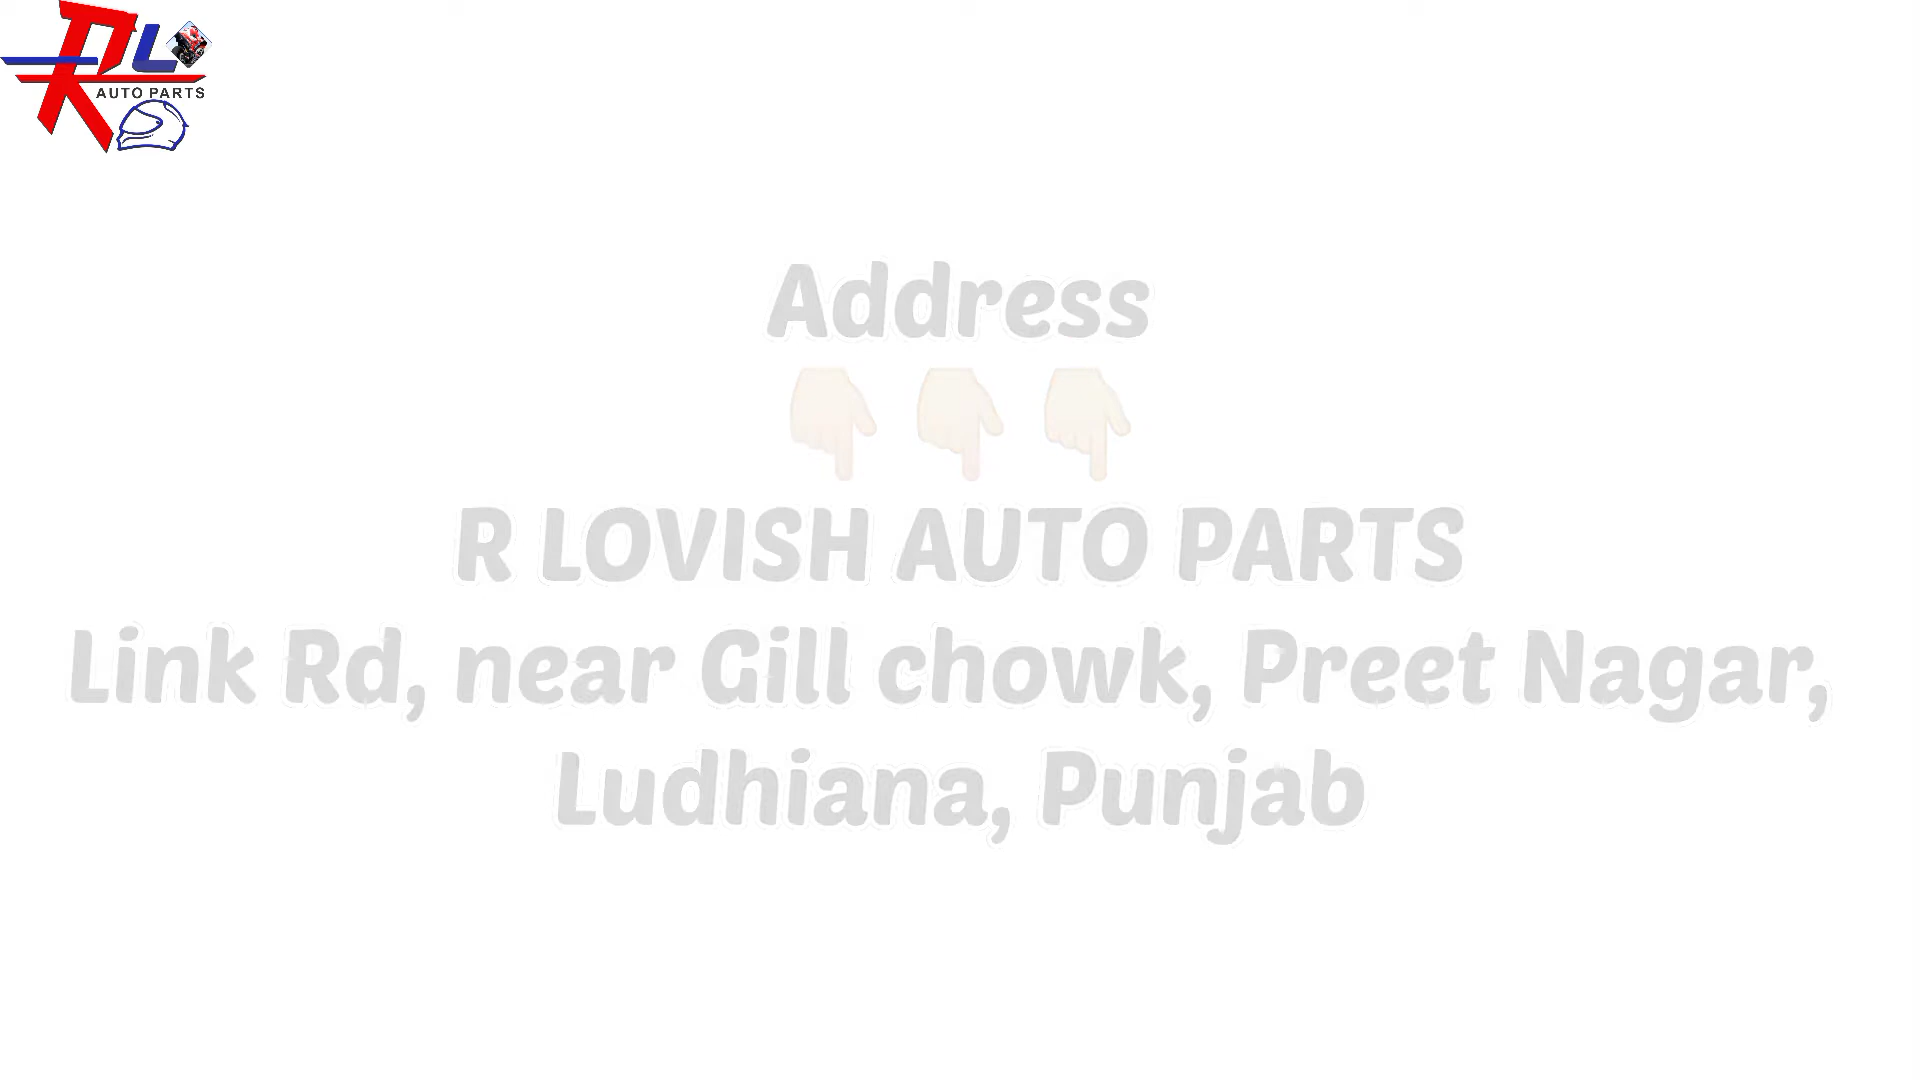 RL
AUTO PARTS
Address
👇🏻 👇🏻 👇🏻
R LOVISH AUTO PARTS
Link Rd, near Gill chowk, Preet Nagar,
Ludhiana, Punjab